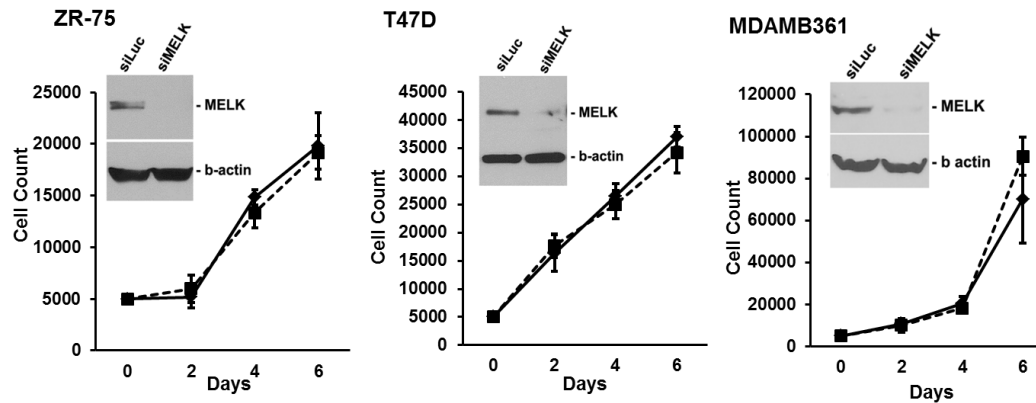 ZR-75
siLuc
siMELK
- MELK
- b-actin
Cell Count
25000
20000
15000
10000
5000
0
0 2 4 6
Days
T47D
siLuc
siMELK
- MELK
- b-actin
Cell Count
45000
40000
35000
30000
25000
20000
15000
10000
5000
0
0 2 4 6
Days
MDAMB361
siLuc
siMELK
- MELK
- b actin
Cell Count
120000
100000
80000
60000
40000
20000
0
0 2 4 6
Days